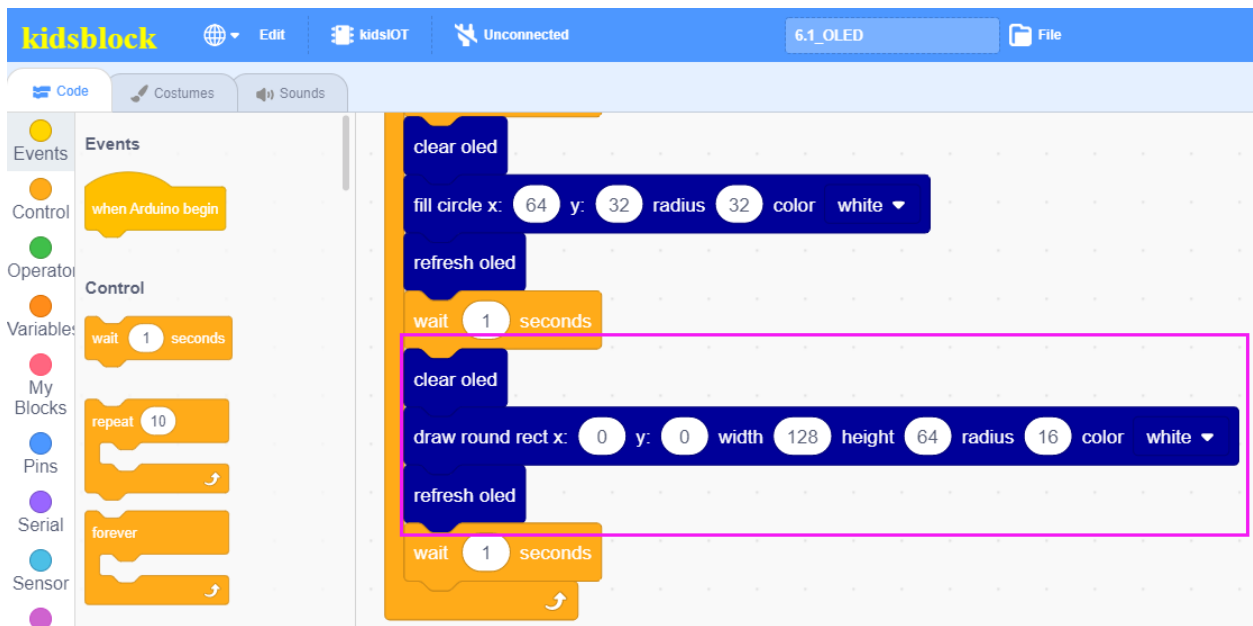 kidsblock Edit kidsIOT Unconnected 6.1_OLED File
Code Costumes Sounds
Events
Control
Operator
Variables
My
Blocks
Pins
Serial
Sensor
Events
when Arduino begin
Control
wait 1 seconds
repeat 10
forever
clear oled
fill circle x: 64 y: 32 radius 32 color white
refresh oled
wait 1 seconds
clear oled
draw round rect x: 0 y: 0 width 128 height 64 radius 16 color white
refresh oled
wait 1 seconds